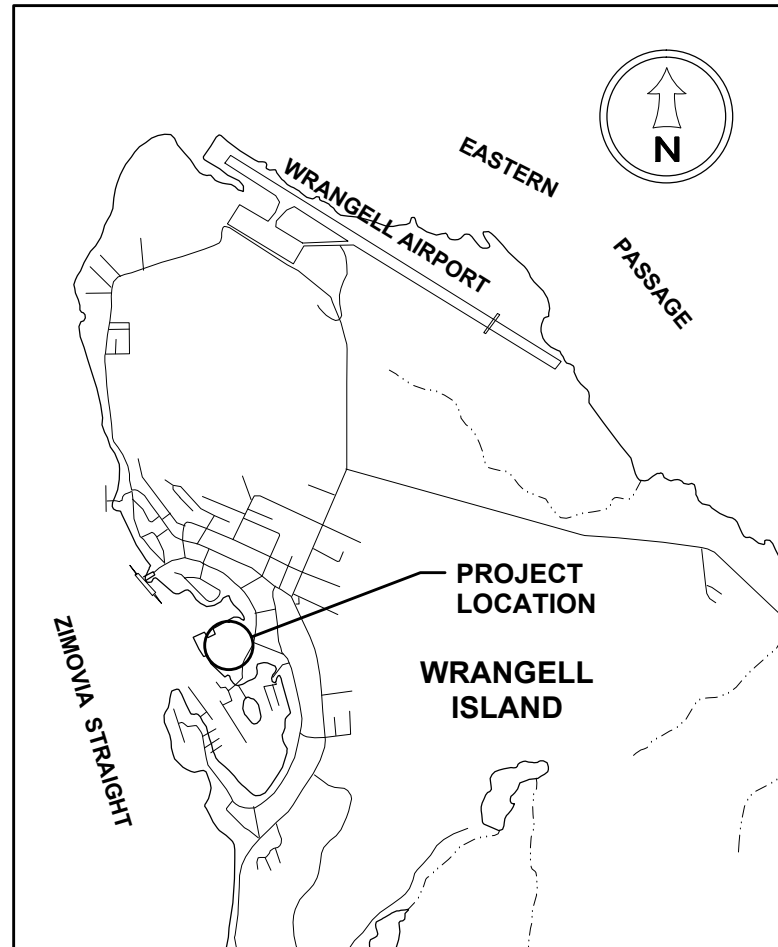 N
EASTERN
PASSAGE
WRANGELL AIRPORT
PROJECT
LOCATION
WRANGELL
ISLAND
ZIMOVIA STRAIGHT